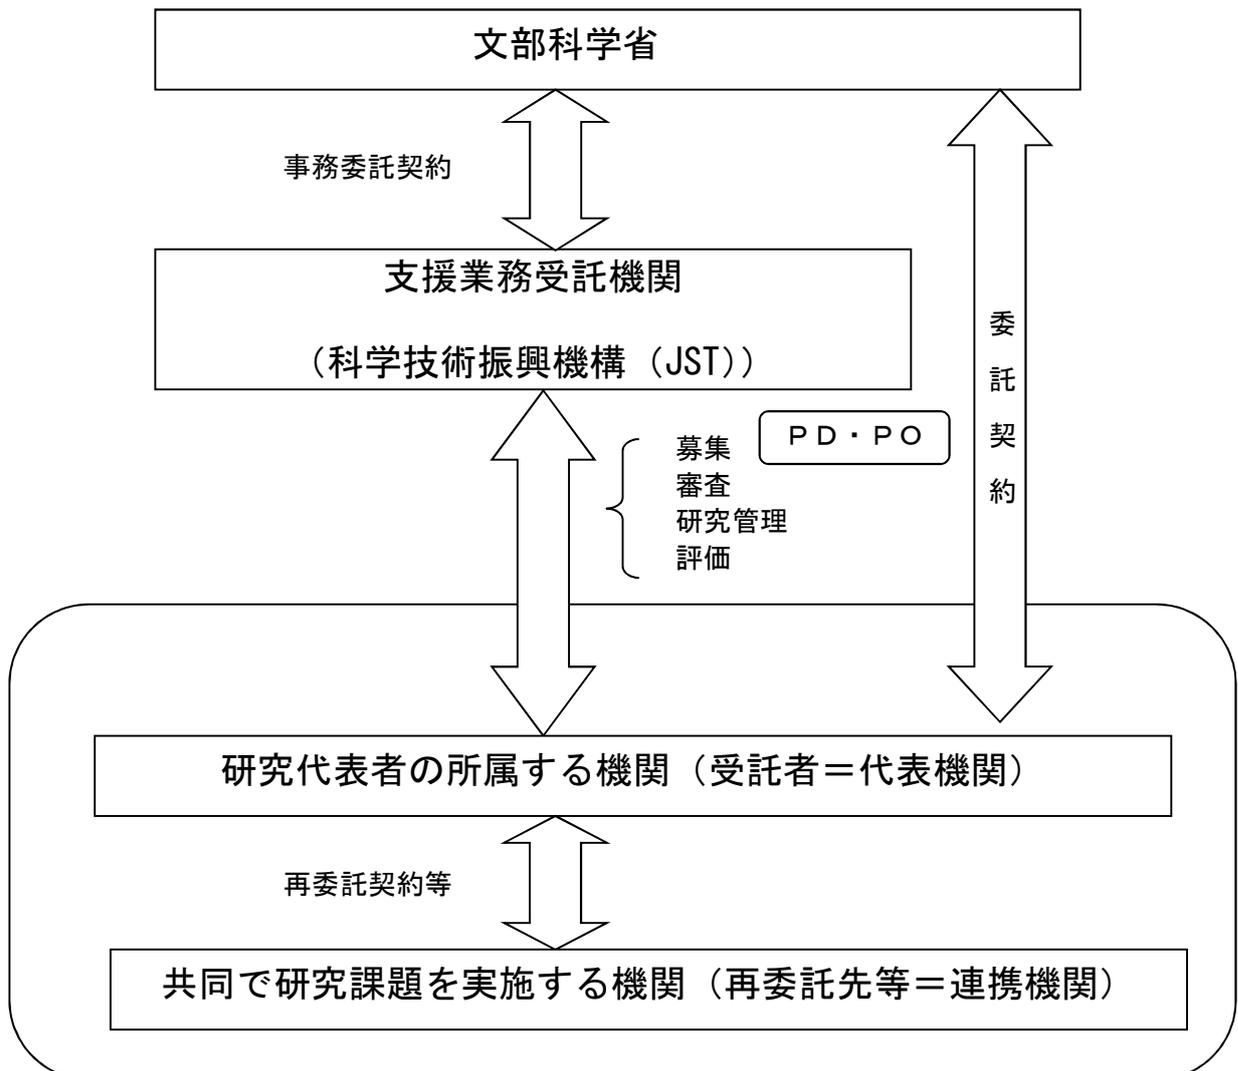 文部科学省
事務委託契約
支援業務受託機関
（科学技術振興機構（JST））
委託契約
ＰＤ・ＰＯ
募集
審査
研究管理
評価
研究代表者の所属する機関（受託者＝代表機関）
再委託契約等
共同で研究課題を実施する機関（再委託先等＝連携機関）